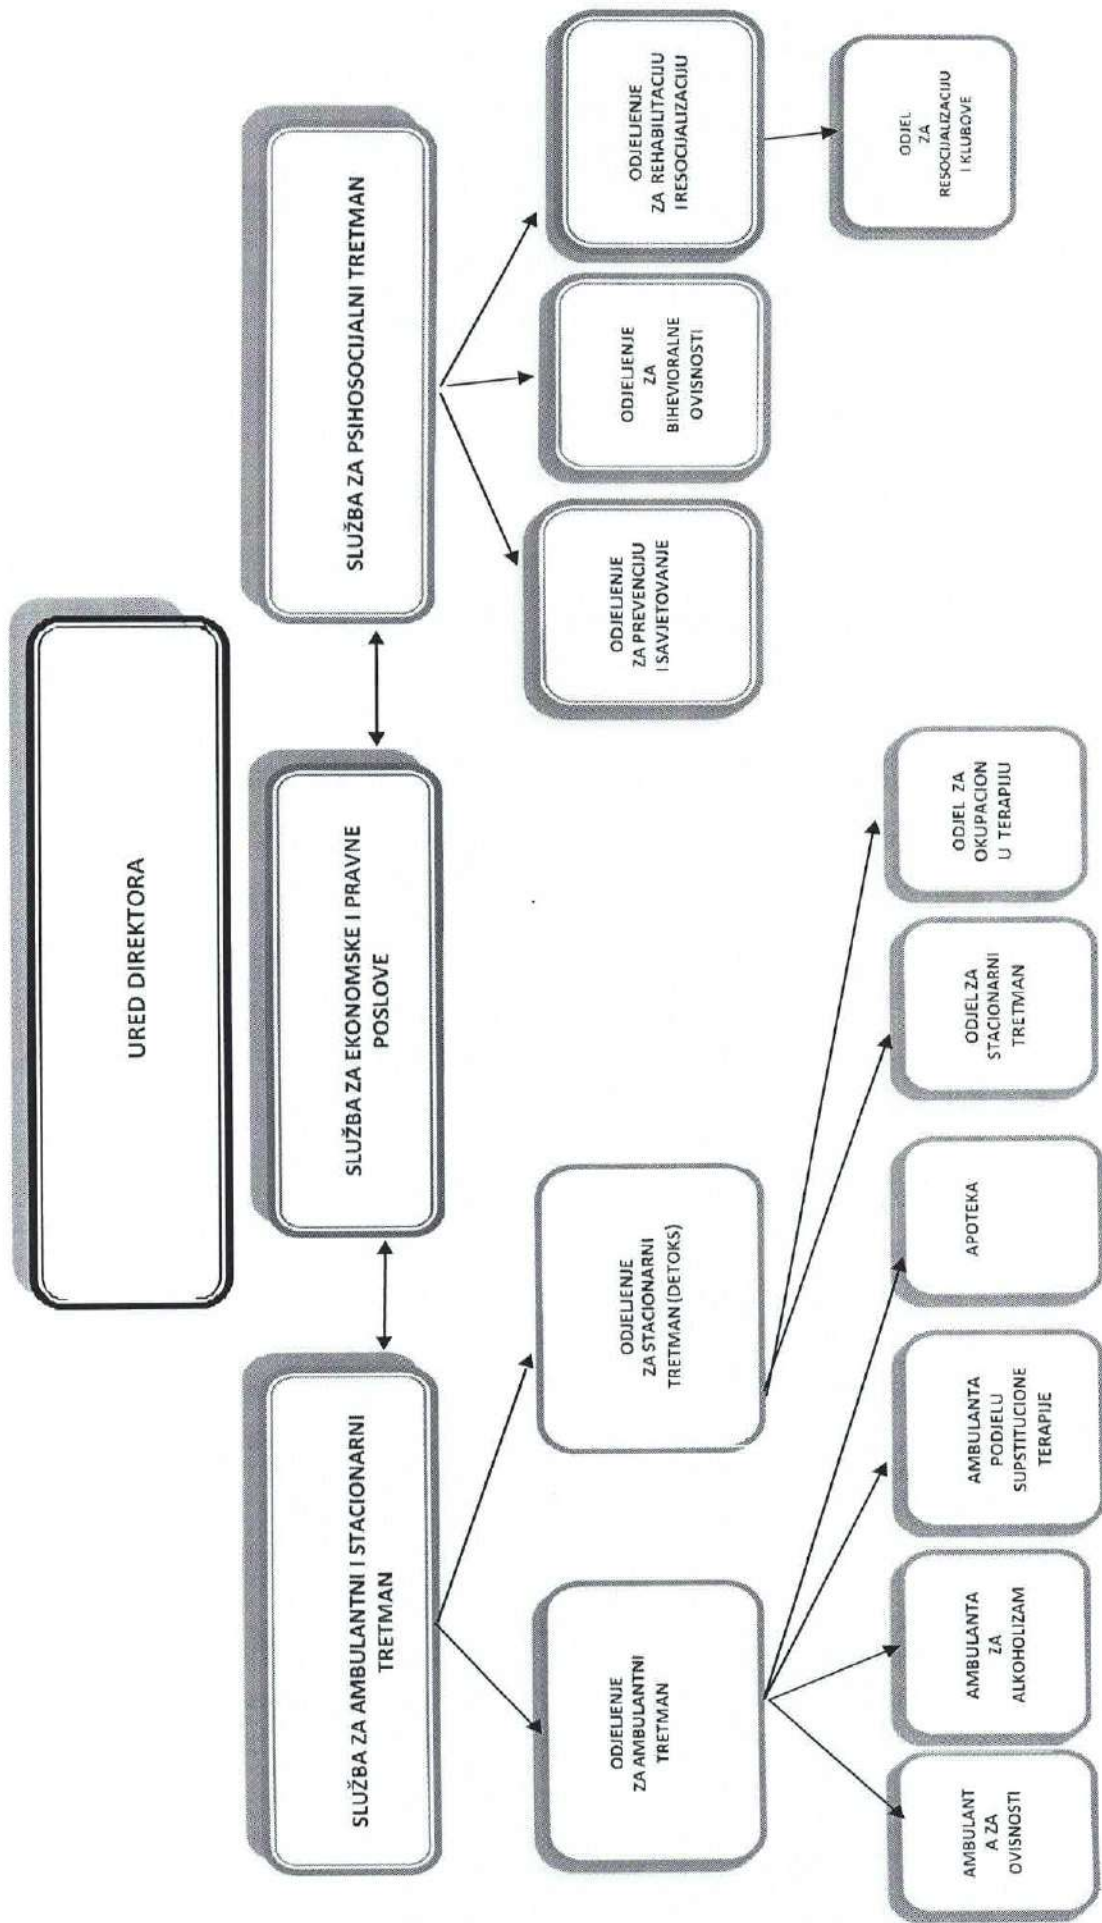 URED DIREKTORA
SLUŽBA ZA AMBULANTNI I STACIONARNI
TRETMAN
SLUŽBA ZA EKONOMSKE I PRAVNE
POSLOVE
SLUŽBA ZA PSIHOSOCIJALNI TRETMAN
ODJELJENJE
ZA AMBULANTNI
TRETMAN
ODJELJENJE
ZA STACIONARNI
TRETMAN (DETOKS)
ODJELJENJE
ZA PREVENCIJU
I SAVJETOVANJE
ODJELJENJE
ZA
BIHEVIORALNE
OVISNOSTI
ODJELJENJE
ZA REHABILITACIJU
I RESOCIJALIZACIJU
AMBULANT
A ZA
OVISNOSTI
AMBULANTA
ZA
ALKOHOLIZAM
AMBULANTA
PODJELU
SUPSTITUCIONE
TERAPIJE
APOTEKA
ODJEL ZA
STACIONARNI
TRETMAN
ODJEL ZA
OKUPACION
U TERAPIJU
ODJEL
ZA
RESOCIJALIZACIJU
I KLUBOVE